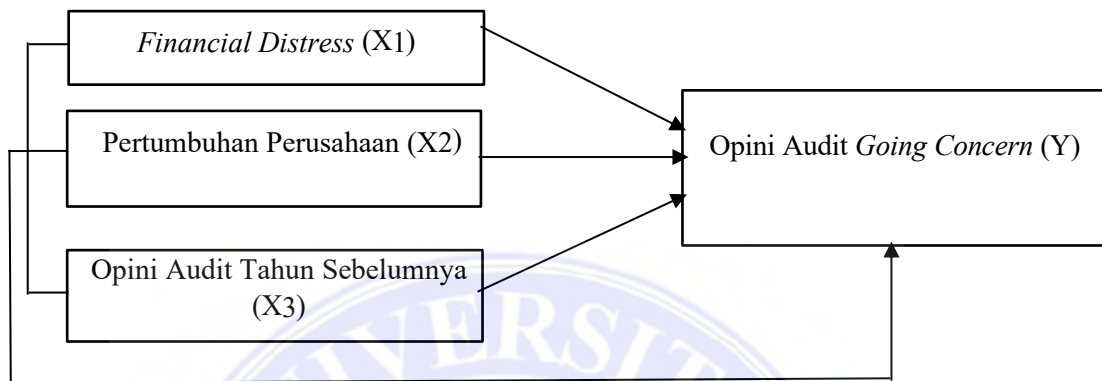 Financial Distress (X1)
Pertumbuhan Perusahaan (X2)
Opini Audit Going Concern (Y)
Opini Audit Tahun Sebelumnya
(X3)